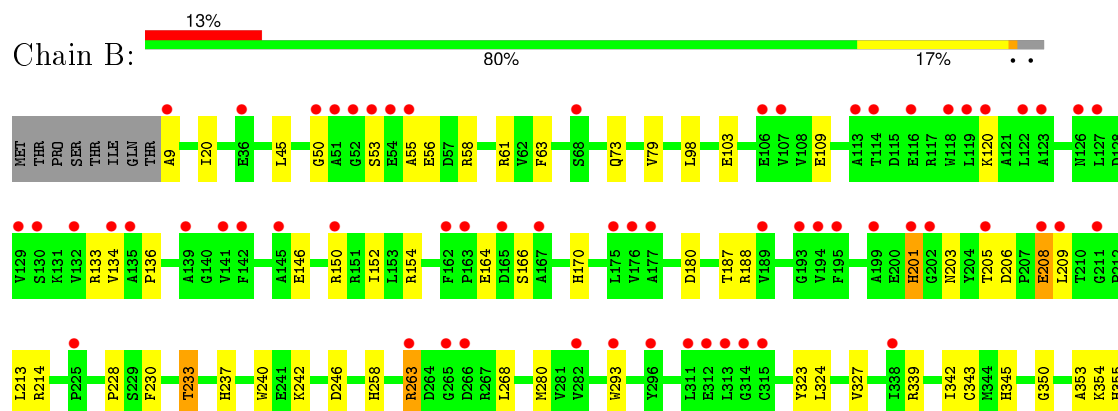 13%
Chain B:
80% 17% • •
MET THR PRO SER THR ILE GLN THR A9 I20 E36 L45 G50 A51 G52 S53 E54 A55 E56 D57 R58 R61 V62 F63 S68 Q73 V79 L98 E103 E106 V107 V108 E109 A113 T114 D115 E116 R117 W118 L119 K120 A121 L122 A123 N126 L127 D128
V129 S130 K131 V132 R133 V134 A135 P136 A139 G140 V141 F142 A145 E146 R150 R151 I152 L153 R154 F162 P163 E164 D165 S166 A167 H170 L175 V176 A177 D180 T187 R188 V189 G193 V194 F195 A199 E200 H201 G202 N203 Y204 T205 D206 P207 E208 L209 T210 G211
L213 R214 P225 P228 S229 F230 T233 H237 W240 E241 K242 D246 H258 R263 D264 G265 D266 R267 L268 M280 V281 V282 W293 Y296 L311 E312 L313 G314 C315 Y323 L324 V327 I338 R339 I342 C343 M344 H345 G350 A353 K354